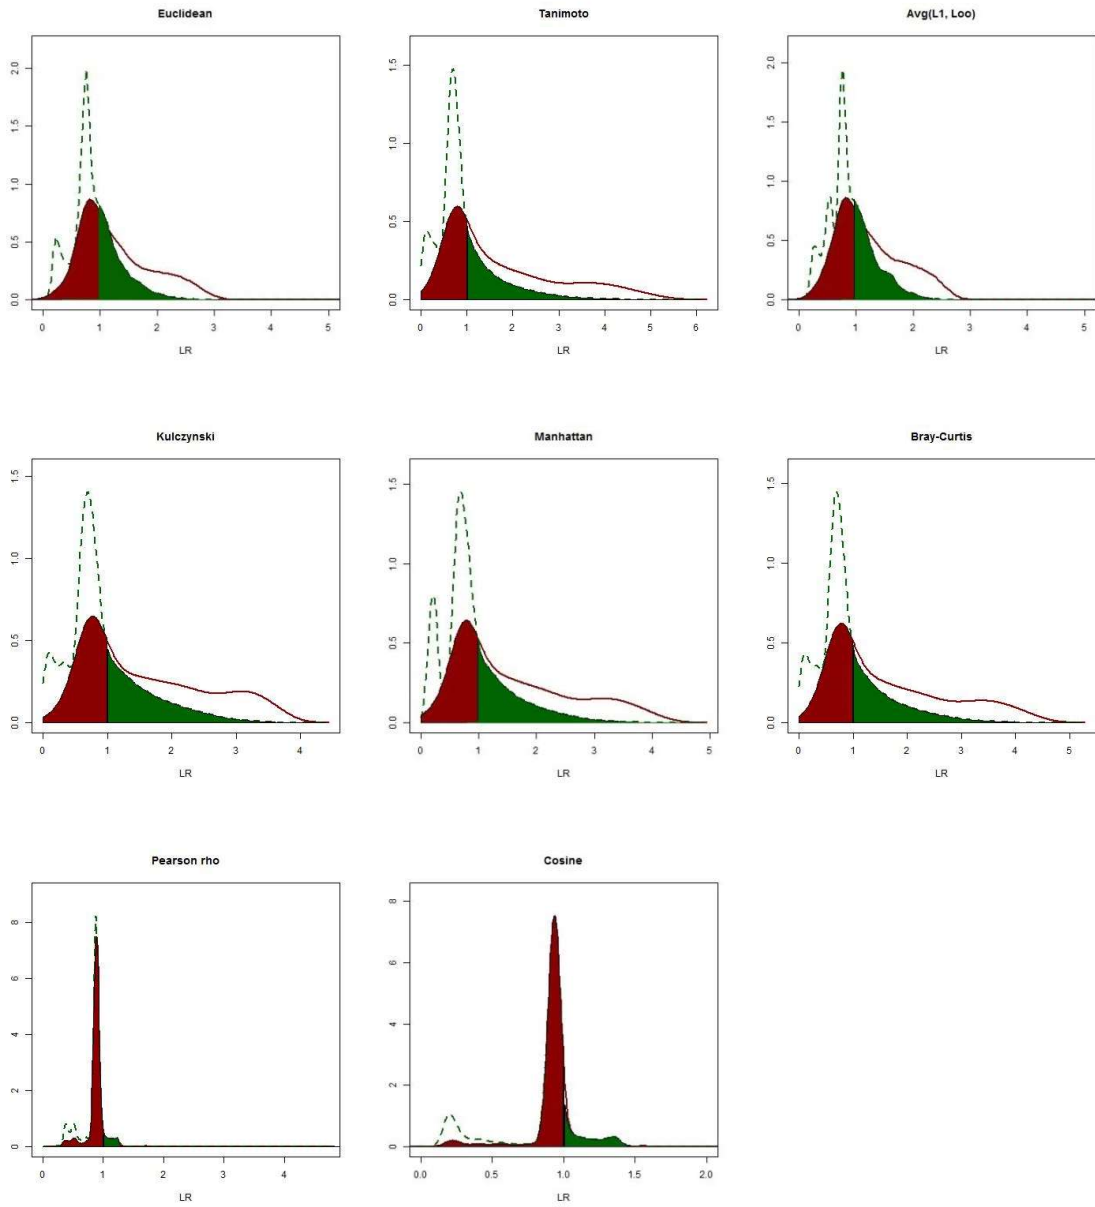 Euclidean
Tanimoto
Avg(L1, Loo)
0.0 0.5 1.0 1.5 2.0
0 1 2 3 4 5
LR
0.0 0.5 1.0 1.5
0 1 2 3 4 5 6
LR
0.0 0.5 1.0 1.5 2.0
0 1 2 3 4 5
LR
Kulczynski
Manhattan
Bray-Curtis
0.0 0.5 1.0 1.5
0 1 2 3 4
LR
0.0 0.5 1.0 1.5
0 1 2 3 4 5
LR
0.0 0.5 1.0 1.5
0 1 2 3 4 5
LR
Pearson rho
Cosine
0 2 4 6 8
0 1 2 3 4
LR
0 2 4 6 8
0.0 0.5 1.0 1.5 2.0
LR